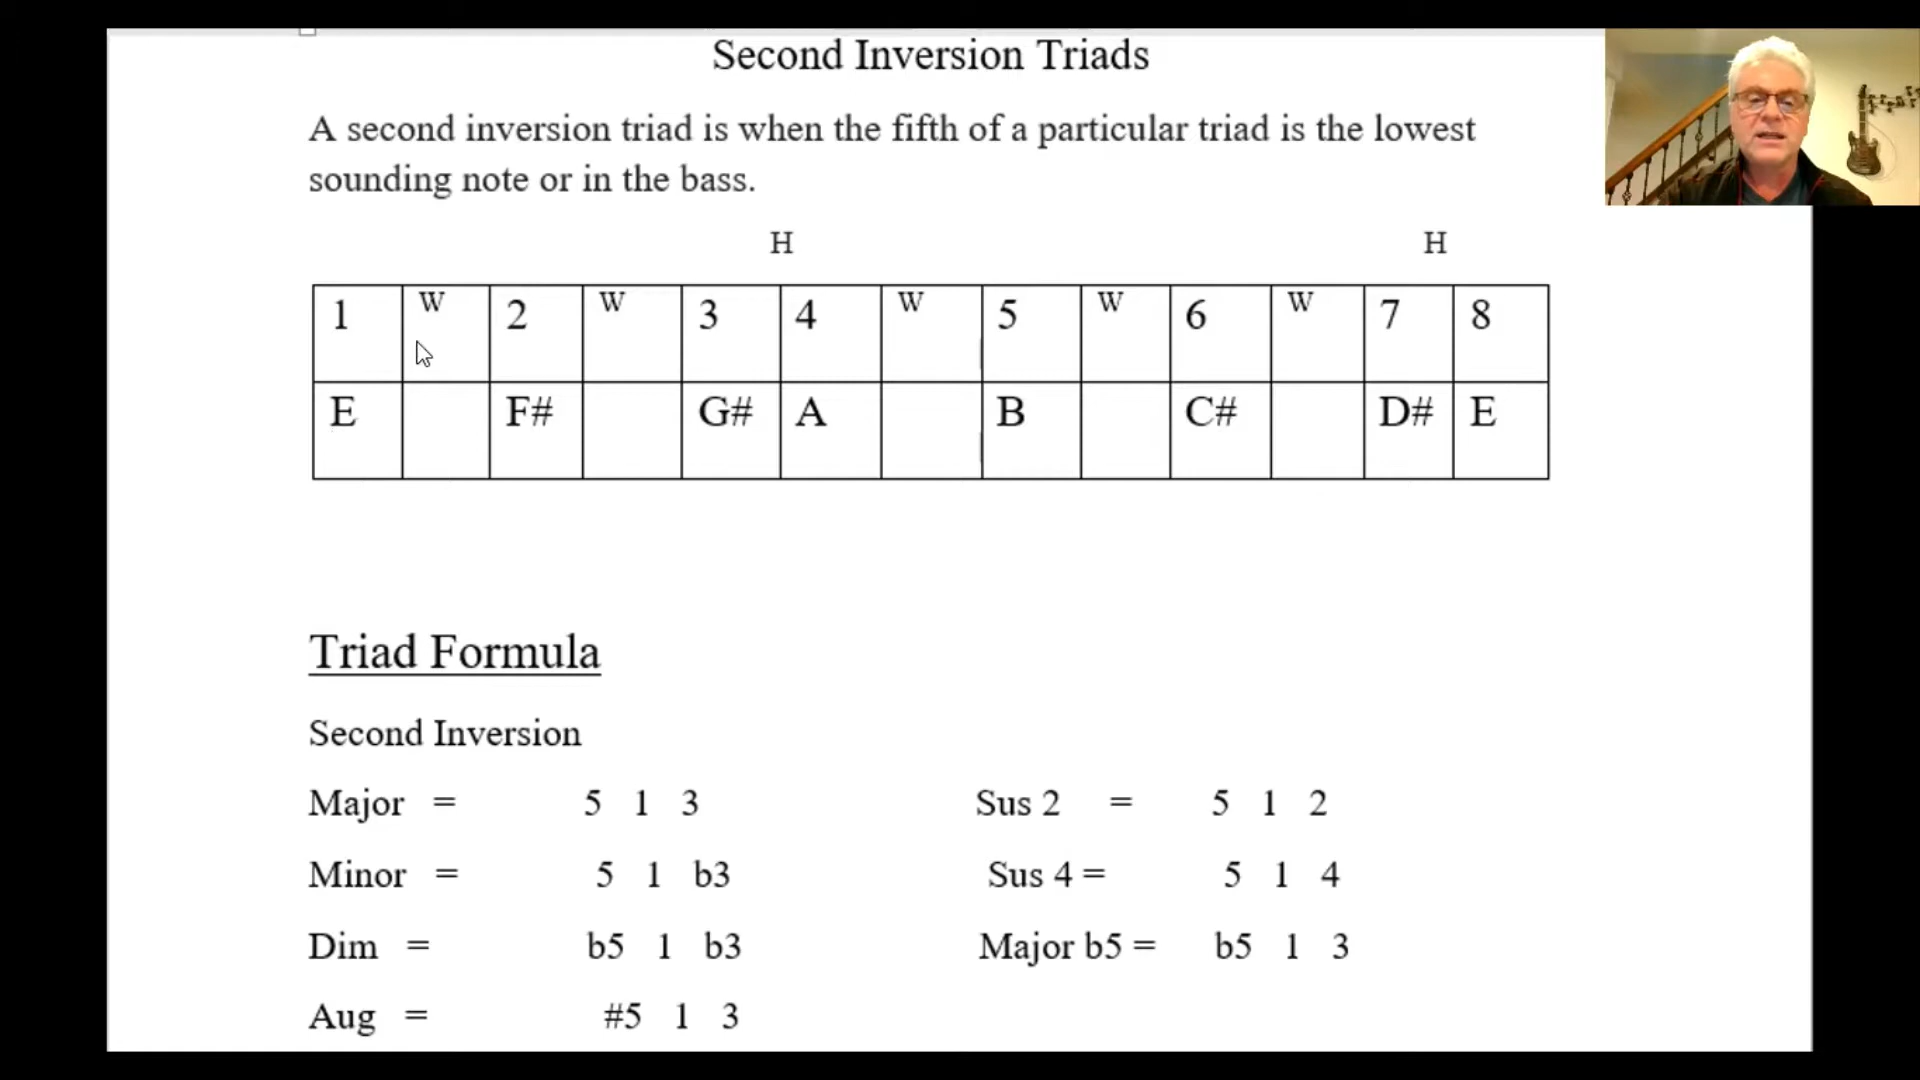 Second Inversion Triads
A second inversion triad is when the fifth of a particular triad is the lowest
sounding note or in the bass.
H H
1 W 2 W 3 4 W 5 W 6 W 7 8
E F# G# A B C# D# E
Triad Formula
Second Inversion
Major = 5 1 3 Sus 2 = 5 1 2
Minor = 5 1 b3 Sus 4 = 5 1 4
Dim = b5 1 b3 Major b5 = b5 1 3
Aug = #5 1 3